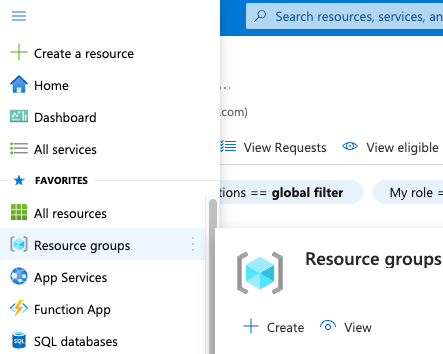 Search resources, services, an
Create a resource
Home
Dashboard
All services
FAVORITES
All resources
Resource groups
App Services
Function App
SQL databases
...
.com)
View Requests
View eligible
tions == global filter
My role =
Resource groups
Create
View